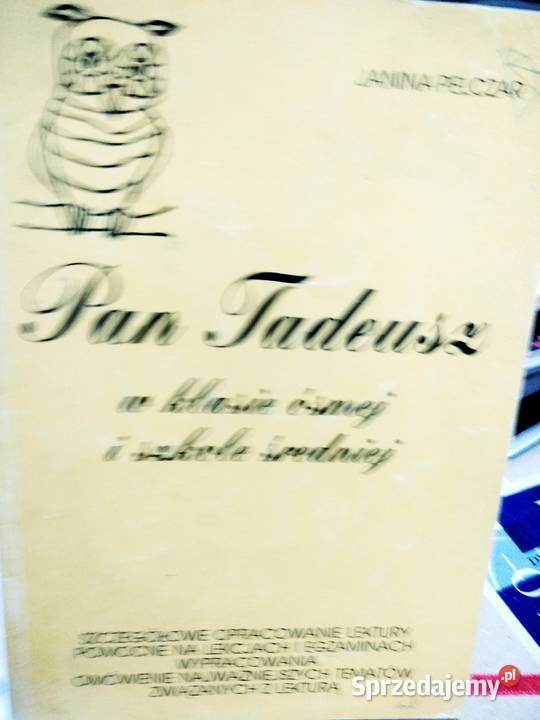 JANINA PELCZAR
Pan Tadeusz
w klasie ósmej
i szkole średniej
SZCZEGÓŁOWE OPRACOWANIE LEKTURY
POMOCNE NA LEKCJACH I EGZAMINACH
WYPRACOWANIA
OMÓWIENIE NAJWAŻNIEJSZYCH TEMATÓW
ZWIĄZANYCH Z LEKTURĄ
Sprzedajemy.pl